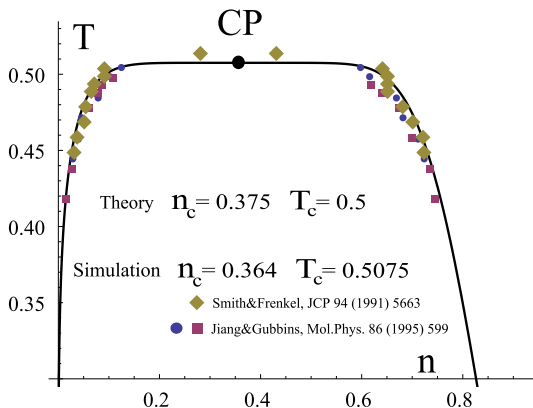 CP
T
0.50
0.45
0.40
0.35
Theory n_c = 0.375 T_c = 0.5
Simulation n_c = 0.364 T_c = 0.5075
Smith&Frenkel, JCP 94 (1991) 5663
Jiang&Gubbins, Mol.Phys. 86 (1995) 599
n
0.2 0.4 0.6 0.8